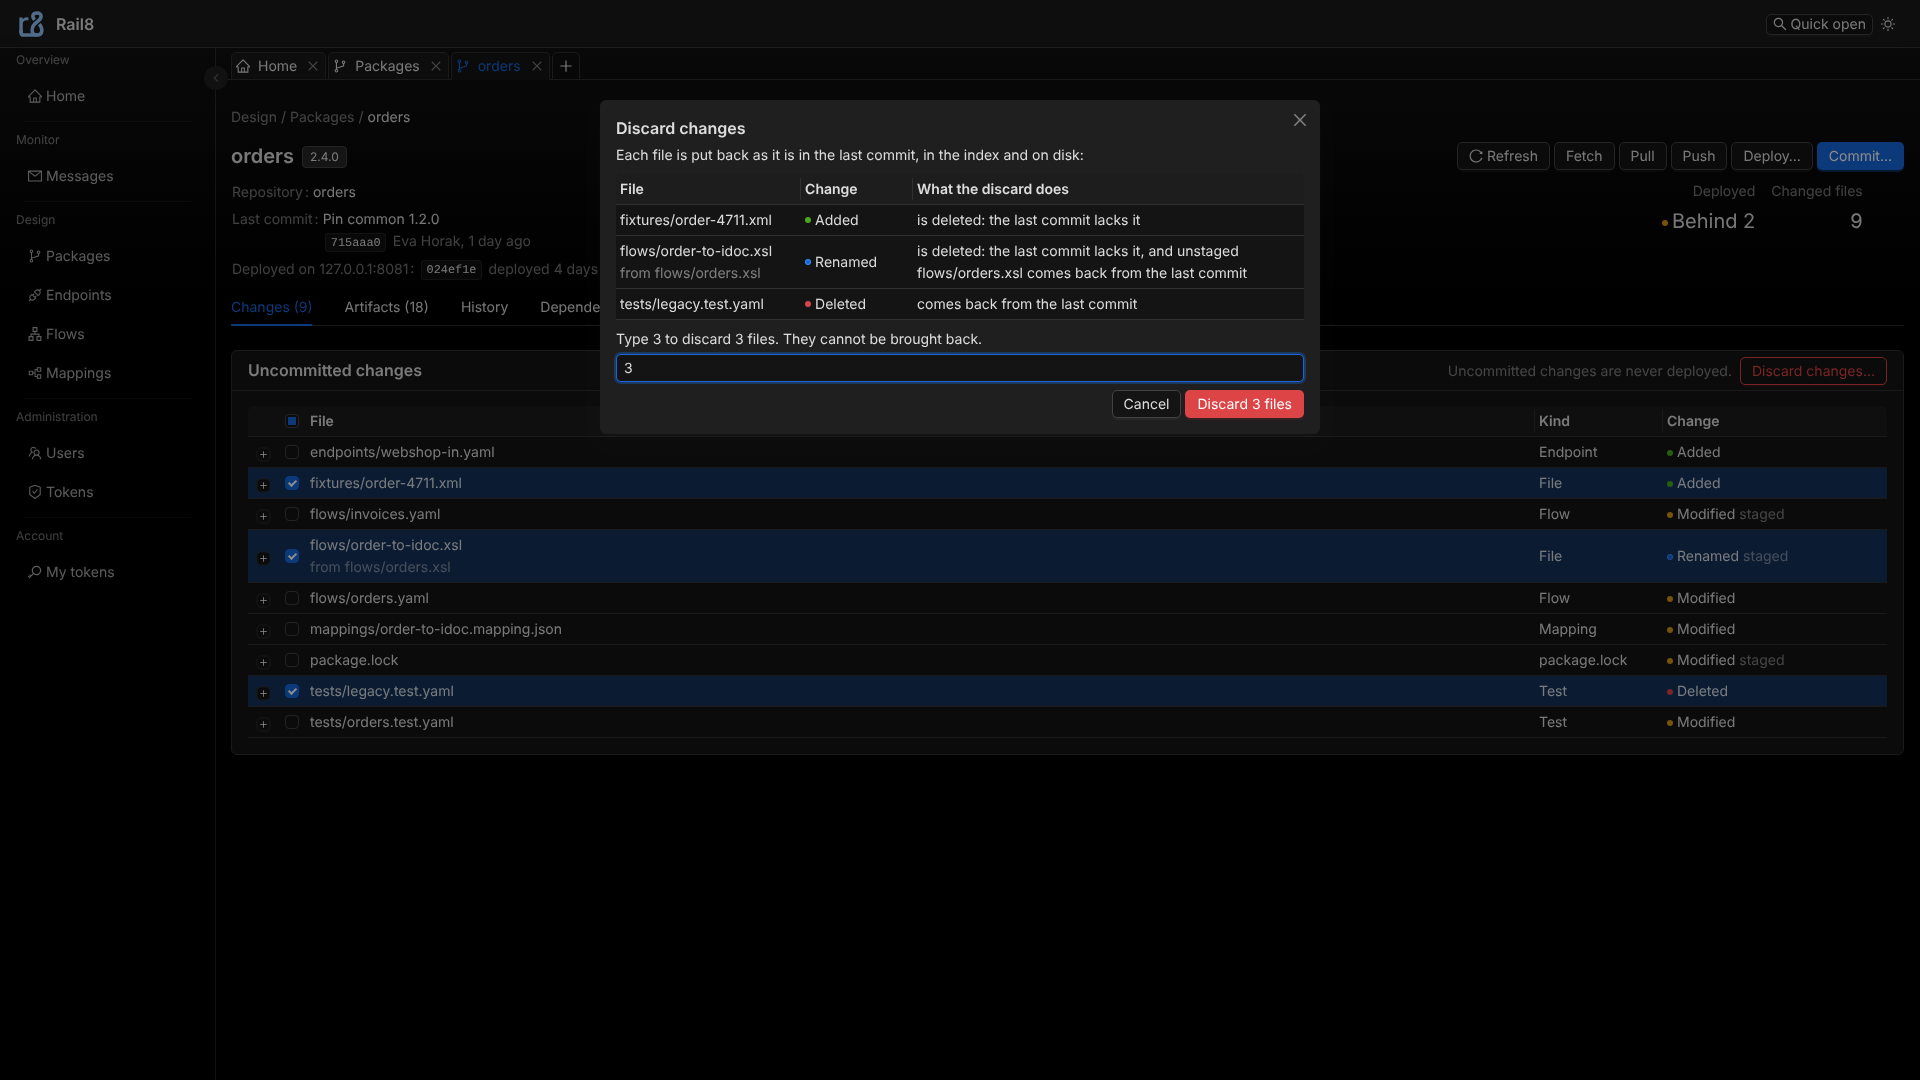 Rail8
Quick open
Overview
Home
Monitor
Messages
Design
Packages
Endpoints
Flows
Mappings
Administration
Users
Tokens
Account
My tokens
Home
Packages
orders
Design / Packages / orders
orders 2.4.0
Refresh
Fetch
Pull
Push
Deploy...
Commit...
Repository: orders
Last commit: Pin common 1.2.0
715aaa0 Eva Horak, 1 day ago
Deployed on 127.0.0.1:8081: 024ef1e deployed 4 days
Deployed
Behind 2
Changed files
9
Changes (9)
Artifacts (18)
History
Depende
Discard changes
Each file is put back as it is in the last commit, in the index and on disk:
File Change What the discard does
fixtures/order-4711.xml Added is deleted: the last commit lacks it
flows/order-to-idoc.xsl
from flows/orders.xsl
Renamed
is deleted: the last commit lacks it, and unstaged
flows/orders.xsl comes back from the last commit
tests/legacy.test.yaml Deleted comes back from the last commit
Type 3 to discard 3 files. They cannot be brought back.
3
Cancel
Discard 3 files
Uncommitted changes
Uncommitted changes are never deployed.
Discard changes...
File Kind Change
endpoints/webshop-in.yaml Endpoint Added
fixtures/order-4711.xml File Added
flows/invoices.yaml Flow Modified staged
flows/order-to-idoc.xsl
from flows/orders.xsl
File Renamed staged
flows/orders.yaml Flow Modified
mappings/order-to-idoc.mapping.json Mapping Modified
package.lock package.lock Modified staged
tests/legacy.test.yaml Test Deleted
tests/orders.test.yaml Test Modified